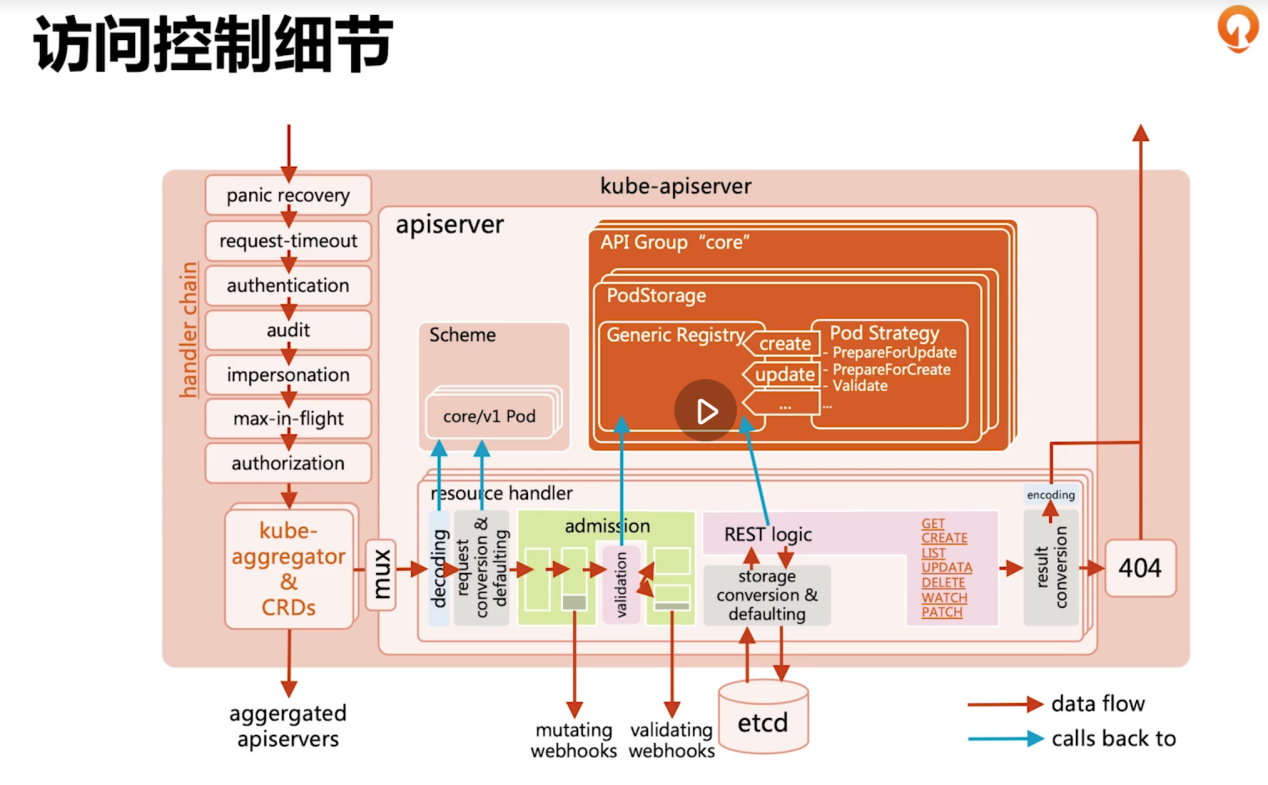 访问控制细节
kube-apiserver
handler chain
panic recovery
request-timeout
authentication
audit
impersonation
max-in-flight
authorization
kube-
aggregator
&
CRDs
aggergated
apiservers
mux
apiserver
Scheme
core/v1 Pod
API Group “core”
PodStorage
Generic Registry
create
update
...
Pod Strategy
- PrepareForUpdate
- PrepareForCreate
- Validate
...
resource handler
decoding
request
conversion &
defaulting
admission
validation
mutating
webhooks
validating
webhooks
REST logic
storage
conversion &
defaulting
etcd
GET
CREATE
LIST
UPDATA
DELETE
WATCH
PATCH
encoding
result
conversion
404
data flow
calls back to